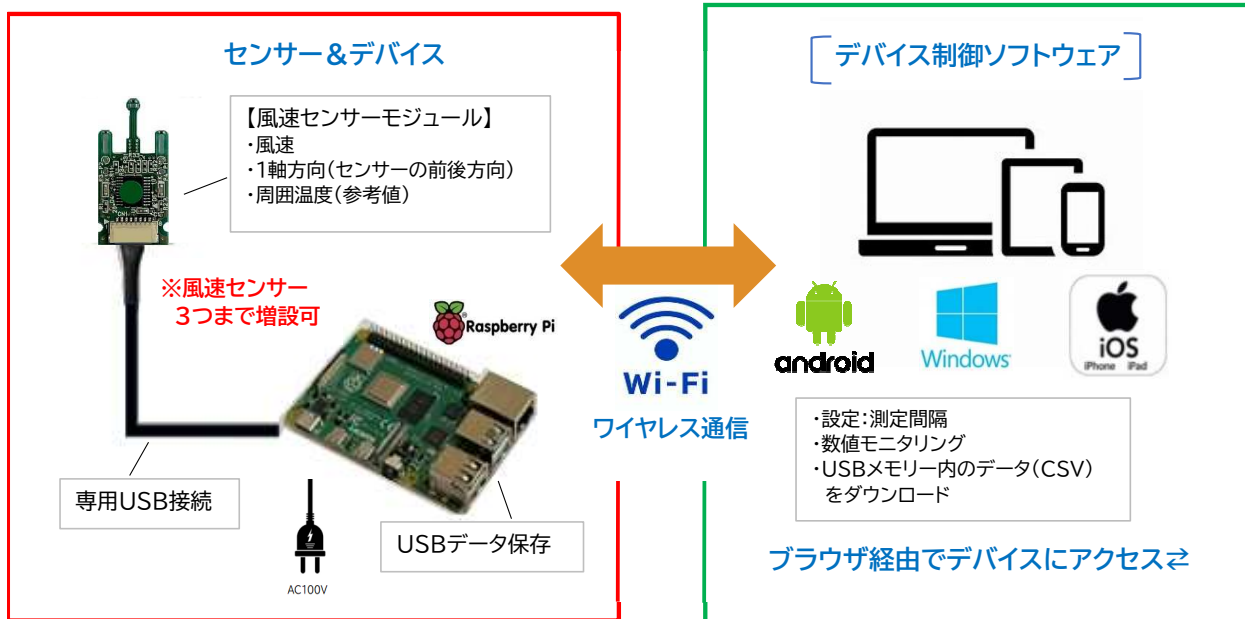 センサー&デバイス
【風速センサーモジュール】
・風速
・1軸方向(センサーの前後方向)
・周囲温度(参考値)
※風速センサー
3つまで増設可
Raspberry Pi
専用USB接続
AC100V
USBデータ保存
Wi-Fi
ワイヤレス通信
デバイス制御ソフトウェア
android
Windows
iOS
iPhone iPad
・設定:測定間隔
・数値モニタリング
・USBメモリー内のデータ(CSV)
をダウンロード
ブラウザ経由でデバイスにアクセス⇄